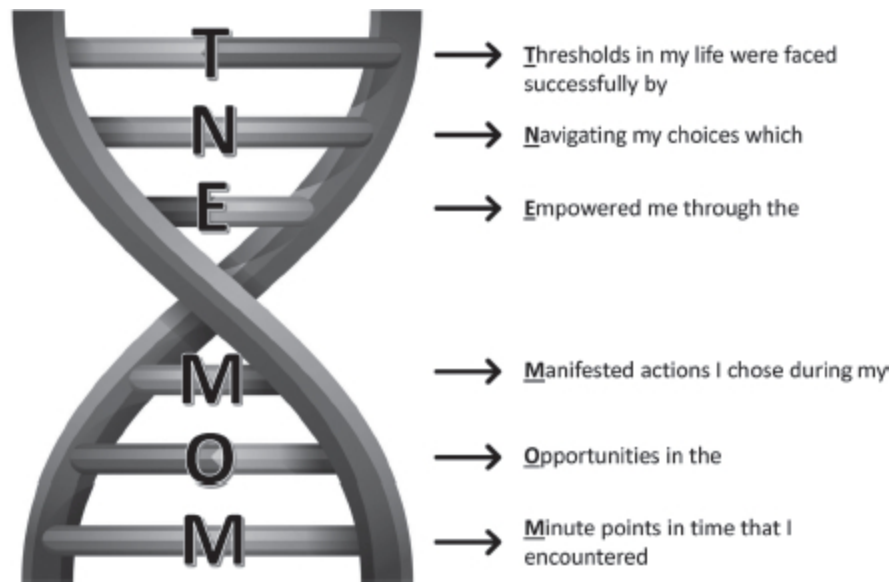 T
Thresholds in my life were faced
successfully by
N
Navigating my choices which
E
Empowered me through the
M
Manifested actions I chose during my
O
Opportunities in the
M
Minute points in time that I
encountered